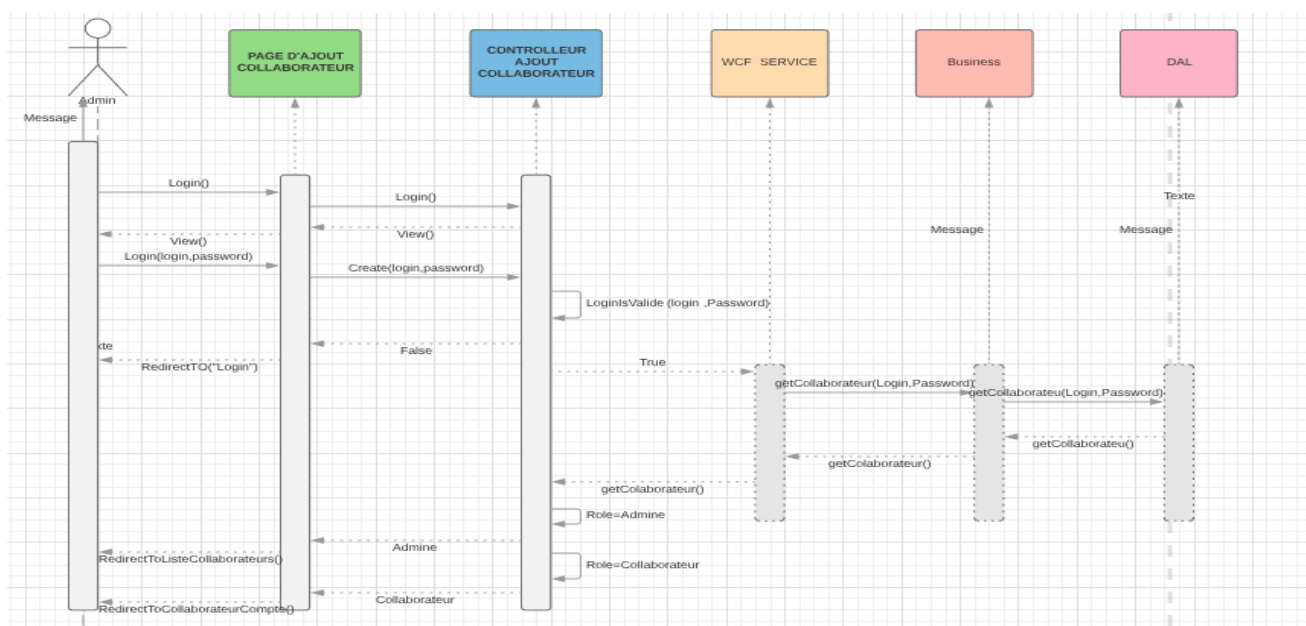 PAGE D'AJOUT
COLLABORATEUR
CONTROLLEUR
AJOUT
COLLABORATEUR
WCF SERVICE
Business
DAL
Admin
Message
Login()
Login()
Texte
View()
View()
Message
Message
Login(login,password)
Create(login,password)
LoginIsValide (login ,Password)
xte
False
RedirectTO("Login")
True
getCollaborateur(Login,Password)
getCollaborateu(Login,Password)
getCollaborateu()
getColaborateur()
getColaborateur()
Role=Admine
Admine
RedirectToListeCollaborateurs()
Role=Collaborateur
Collaborateur
RedirectToCollaborateurCompte()